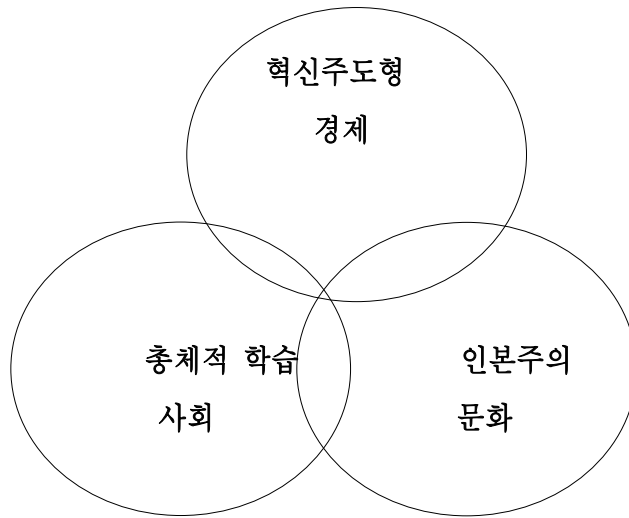 혁신주도형
경제
총체적 학습
사회
인본주의
문화